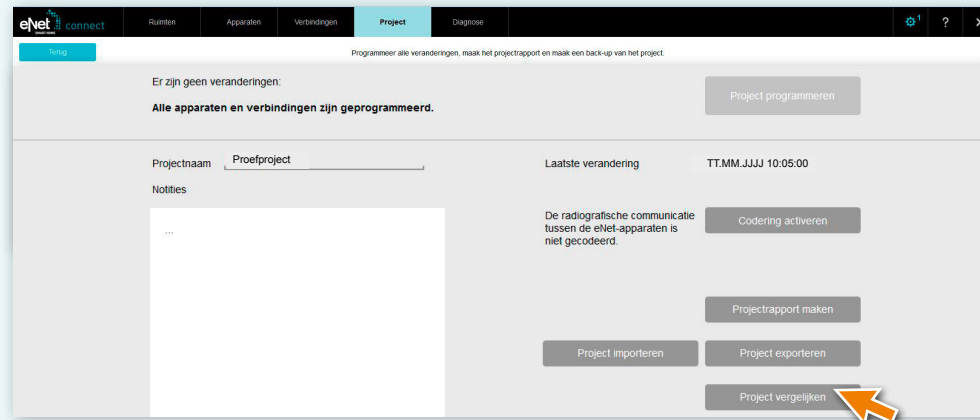 eNet connect
SMART HOME
Ruimten Apparaten Verbindingen Project Diagnose 1 ?
Terug
Programmeer alle veranderingen, maak het projectrapport en maak een back-up van het project.
Er zijn geen veranderingen:
Alle apparaten en verbindingen zijn geprogrammeerd.
Project programmeren
Projectnaam Proefproject
Laatste verandering TT.MM.JJJJ 10:05:00
Notities
...
De radiografische communicatie
tussen de eNet-apparaten is
niet gecodeerd.
Codering activeren
Projectrapport maken
Project importeren Project exporteren
Project vergelijken